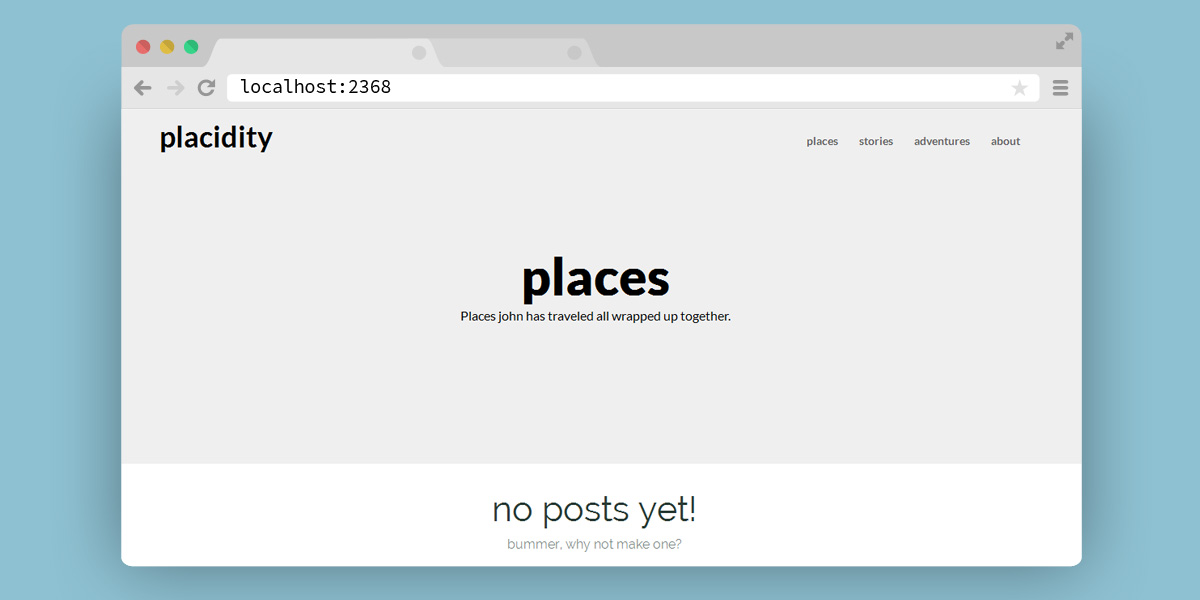 localhost:2368
placidity
places stories adventures about
places
Places john has traveled all wrapped up together.
no posts yet!
bummer, why not make one?